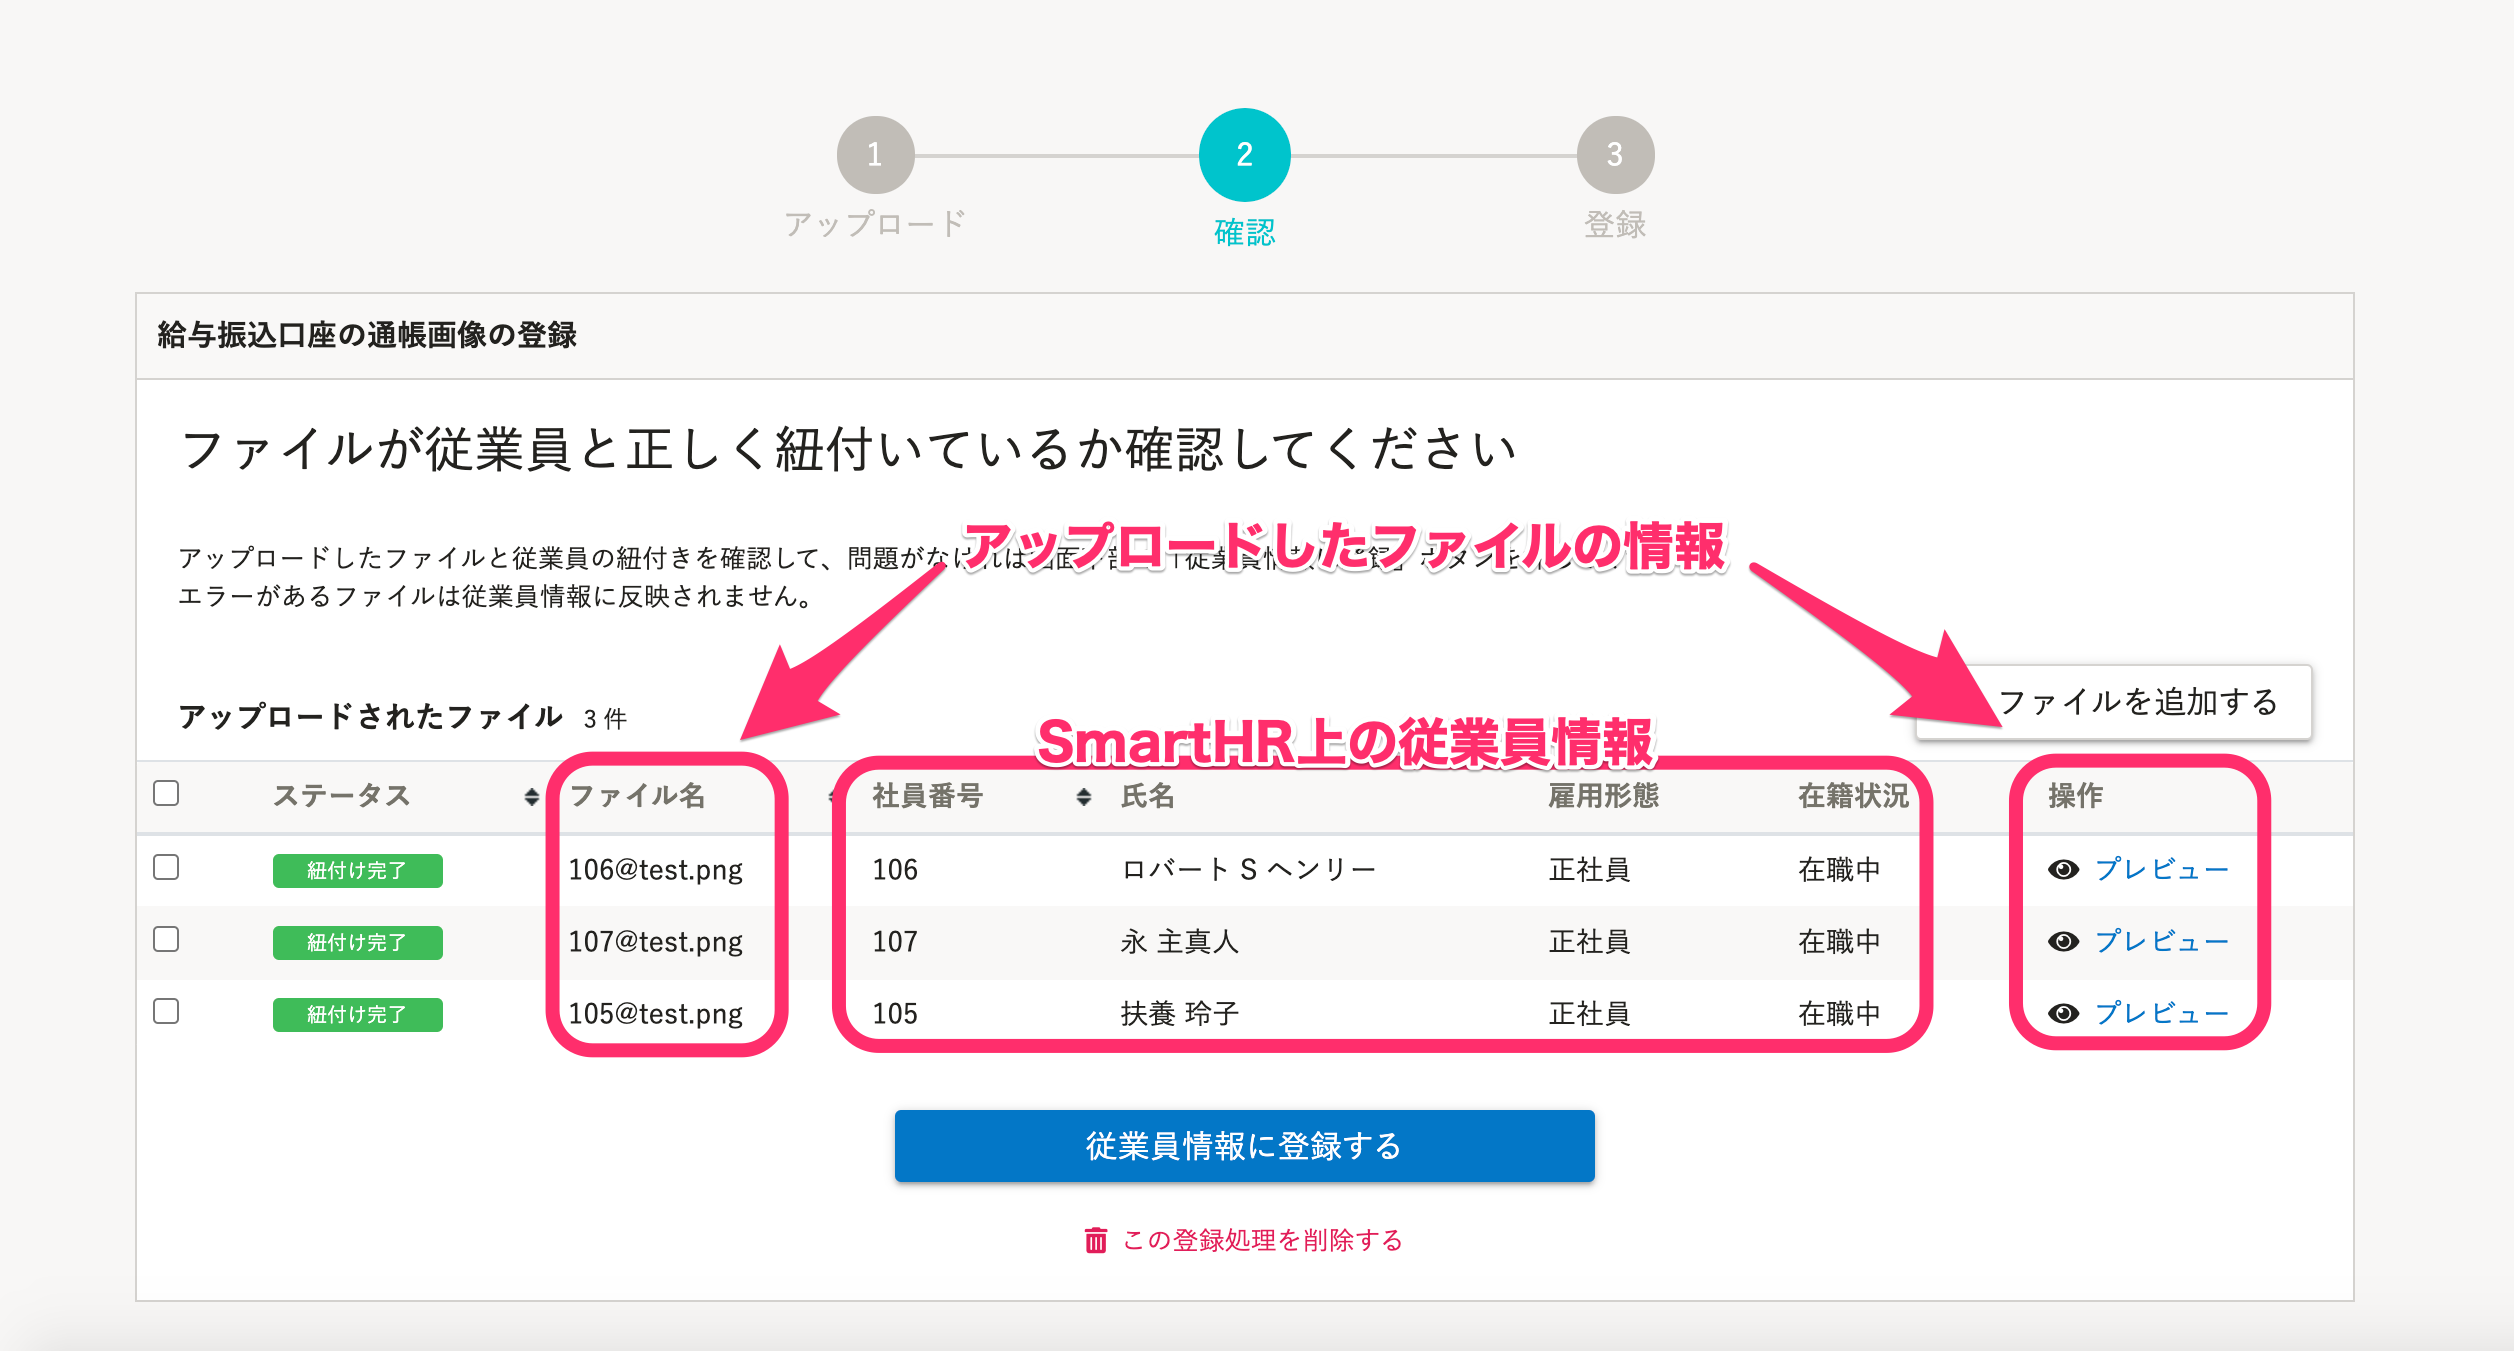 1
2
3
アップロード
確認
登録
給与振込口座の通帳画像の登録
ファイルが従業員と正しく紐付いているか確認してください
アップロードしたファイルの情報
アップロードしたファイルと従業員の紐付きを確認して、問題がなければ
エラーがあるファイルは従業員情報に反映されません。
アップロードされたファイル 3 件
ファイルを追加する
SmartHR上の従業員情報
ステータス ファイル名 社員番号 氏名 雇用形態 在籍状況 操作
紐付け完了 106@test.png 106 ロバート S ヘンリー 正社員 在職中 プレビュー
紐付け完了 107@test.png 107 永 主真人 正社員 在職中 プレビュー
紐付け完了 105@test.png 105 扶養 玲子 正社員 在職中 プレビュー
従業員情報に登録する
この登録処理を削除する